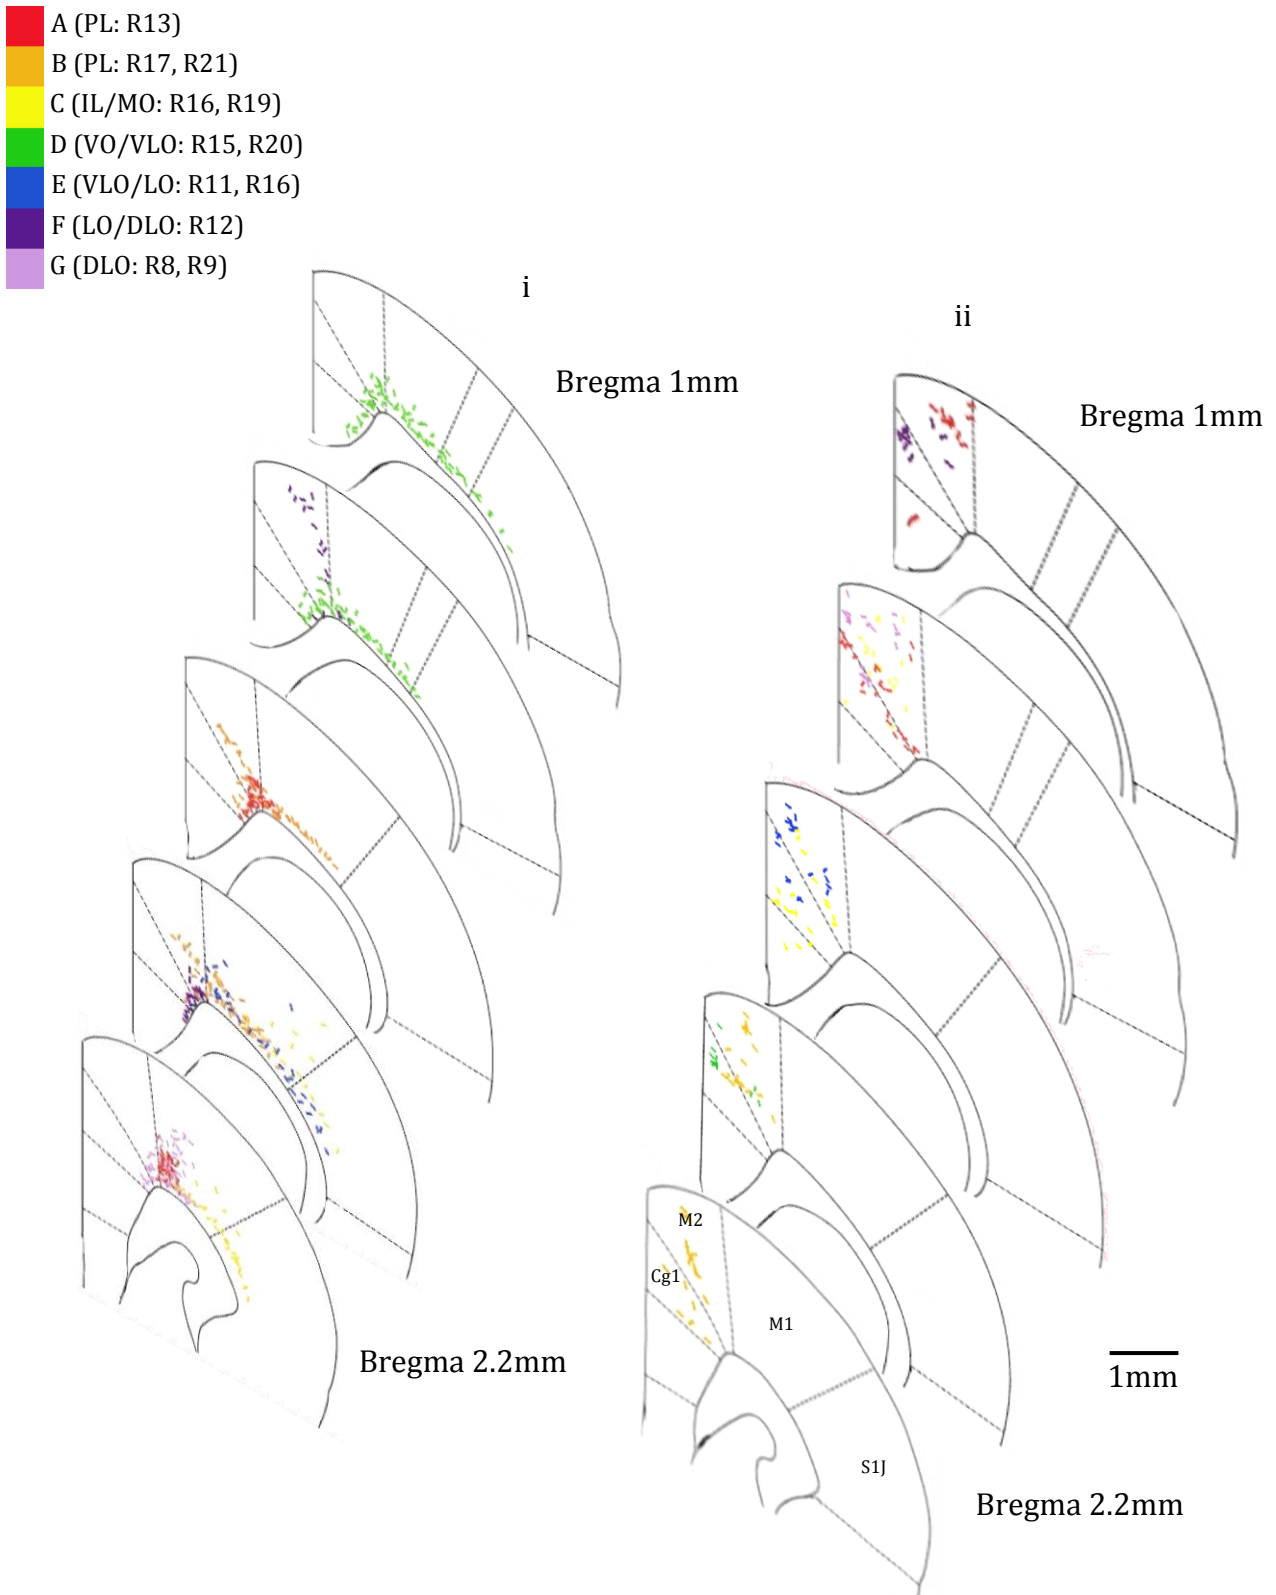 A (PL: R13)
B (PL: R17, R21)
C (IL/MO: R16, R19)
D (VO/VLO: R15, R20)
E (VLO/LO: R11, R16)
F (LO/DLO: R12)
G (DLO: R8, R9)
i
Bregma 1mm
Bregma 2.2mm
ii
Bregma 1mm
M2
Cg1
M1
S1J
1mm
Bregma 2.2mm